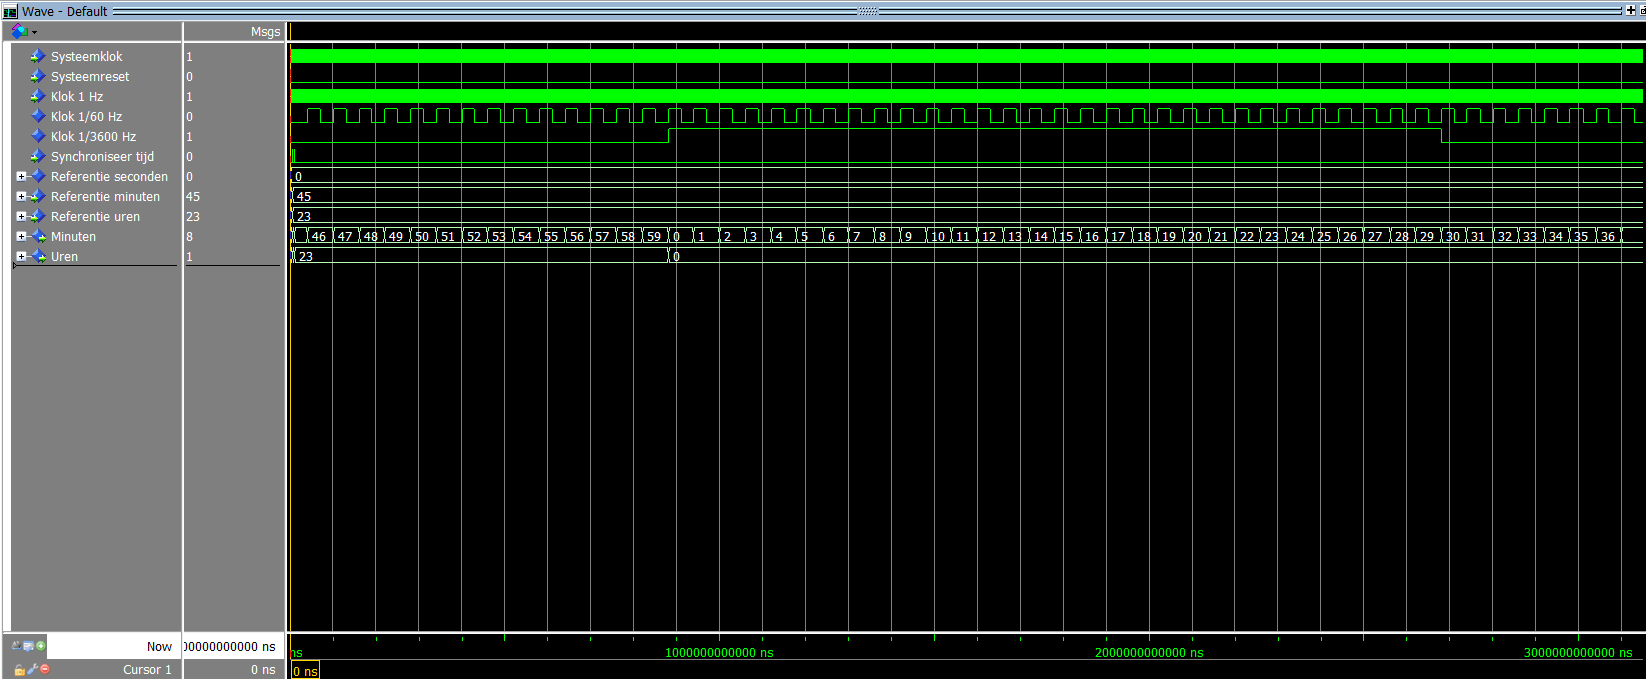 Wave - Default
Msgs
Systeemklok 1
Systeemreset 0
Klok 1 Hz 1
Klok 1/60 Hz 0
Klok 1/3600 Hz 1
Synchroniseer tijd 0
Referentie seconden 0 0
Referentie minuten 45 45
Referentie uren 23 23
Minuten 8 46 47 48 49 50 51 52 53 54 55 56 57 58 59 0 1 2 3 4 5 6 7 8 9 10 11 12 13 14 15 16 17 18 19 20 21 22 23 24 25 26 27 28 29 30 31 32 33 34 35 36
Uren 1 23 0
Now 00000000000 ns ns 1000000000000 ns 2000000000000 ns 3000000000000 ns
Cursor 1 0 ns 0 ns